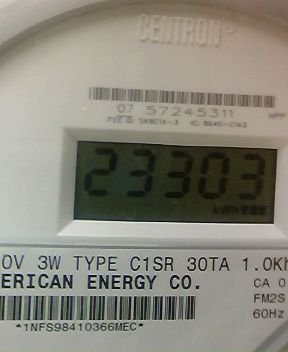 CENTRON®
07 57245311
23303
kWh
0V 3W TYPE C1SR 30TA 1.0Kh
ERICAN ENERGY CO.
CA 0
FM2S
60Hz
*1NFS98410366MEC*